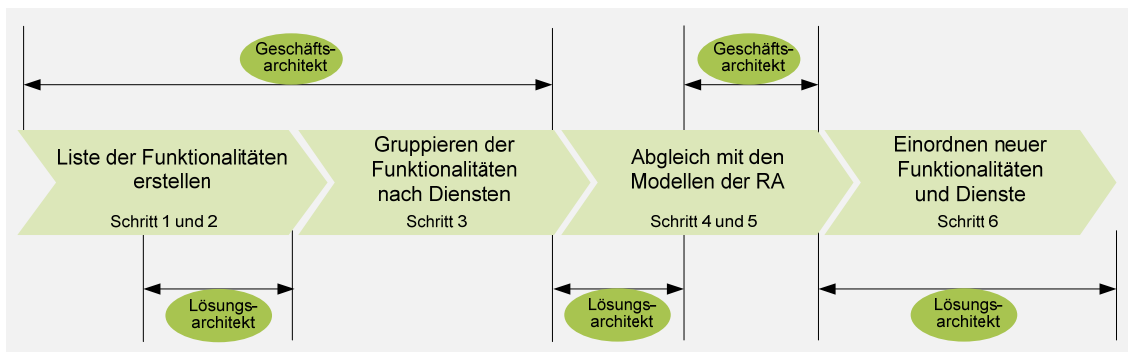 Geschäfts-
architekt
Geschäfts-
architekt
Liste der Funktionalitäten
erstellen
Schritt 1 und 2
Gruppieren der
Funktionalitäten
nach Diensten
Schritt 3
Abgleich mit den
Modellen der RA
Schritt 4 und 5
Einordnen neuer
Funktionalitäten
und Dienste
Schritt 6
Lösungs-
architekt
Lösungs-
architekt
Lösungs-
architekt